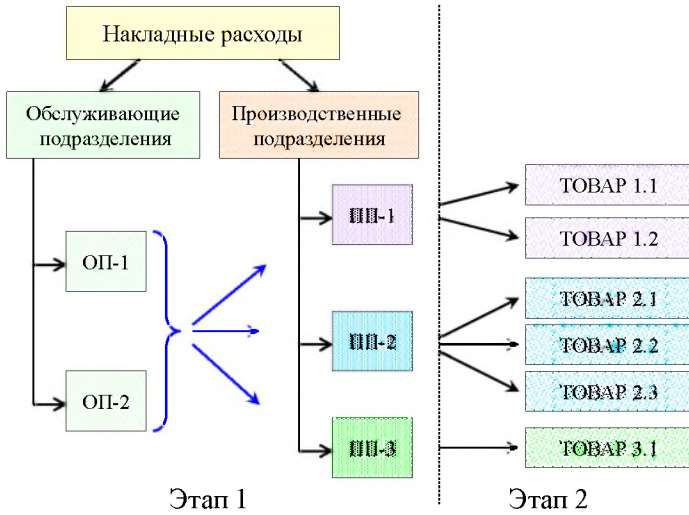 Накладные расходы
Обслуживающие
подразделения
Производственные
подразделения
ОП-1
ОП-2
ПП-1
ПП-2
ПП-3
ТОВАР 1.1
ТОВАР 1.2
ТОВАР 2.1
ТОВАР 2.2
ТОВАР 2.3
ТОВАР 3.1
Этап 1
Этап 2